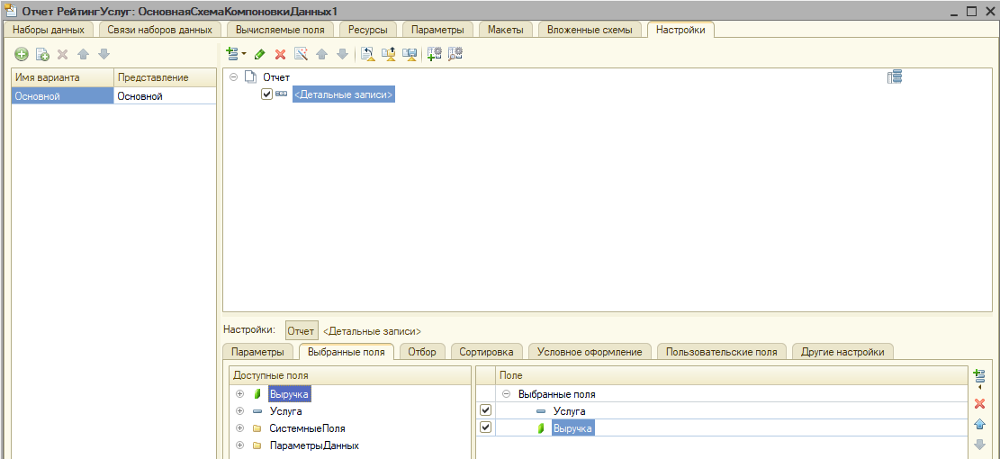 Отчет РейтингУслуг: ОсновнаяСхемаКомпоновкиДанных1
Наборы данных Связи наборов данных Вычисляемые поля Ресурсы Параметры Макеты Вложенные схемы Настройки
Имя варианта Представление
Основной Основной
Отчет
<Детальные записи>
Настройки: Отчет <Детальные записи>
Параметры Выбранные поля Отбор Сортировка Условное оформление Пользовательские поля Другие настройки
Доступные поля
Выручка
Услуга
СистемныеПоля
ПараметрыДанных
Поле
Выбранные поля
Услуга
Выручка